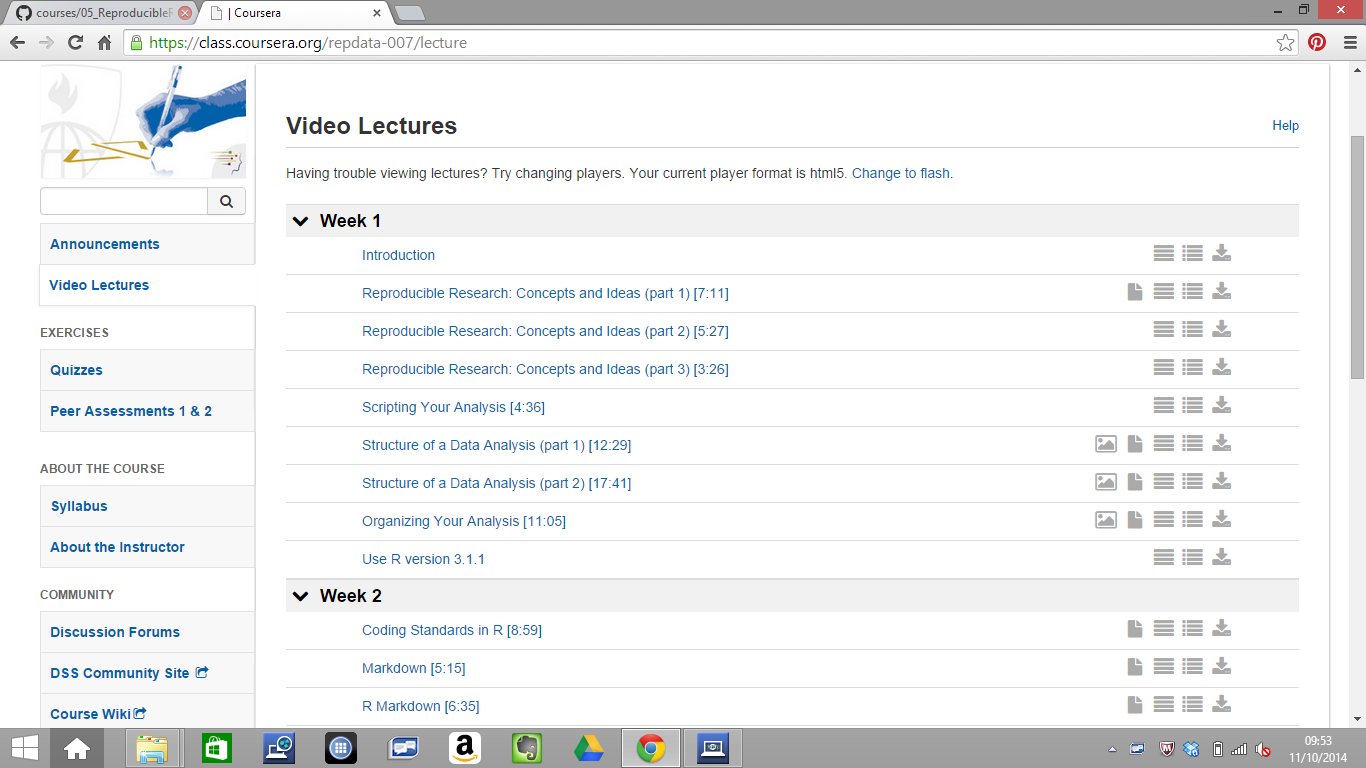 courses/05_ReproducibleR
| Coursera
https://class.coursera.org/repdata-007/lecture
Announcements
Video Lectures
EXERCISES
Quizzes
Peer Assessments 1 & 2
ABOUT THE COURSE
Syllabus
About the Instructor
COMMUNITY
Discussion Forums
DSS Community Site
Course Wiki
Video Lectures
Help
Having trouble viewing lectures? Try changing players. Your current player format is html5. Change to flash.
Week 1
Introduction
Reproducible Research: Concepts and Ideas (part 1) [7:11]
Reproducible Research: Concepts and Ideas (part 2) [5:27]
Reproducible Research: Concepts and Ideas (part 3) [3:26]
Scripting Your Analysis [4:36]
Structure of a Data Analysis (part 1) [12:29]
Structure of a Data Analysis (part 2) [17:41]
Organizing Your Analysis [11:05]
Use R version 3.1.1
Week 2
Coding Standards in R [8:59]
Markdown [5:15]
R Markdown [6:35]
a
09:53
11/10/2014